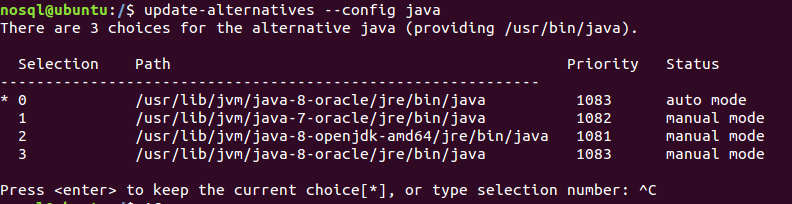 nosql@ubuntu:/$ update-alternatives --config java
There are 3 choices for the alternative java (providing /usr/bin/java).
Selection Path Priority Status
------------------------------------------------------------
* 0 /usr/lib/jvm/java-8-oracle/jre/bin/java 1083 auto mode
1 /usr/lib/jvm/java-7-oracle/jre/bin/java 1082 manual mode
2 /usr/lib/jvm/java-8-openjdk-amd64/jre/bin/java 1081 manual mode
3 /usr/lib/jvm/java-8-oracle/jre/bin/java 1083 manual mode
Press <enter> to keep the current choice[*], or type selection number: ^C